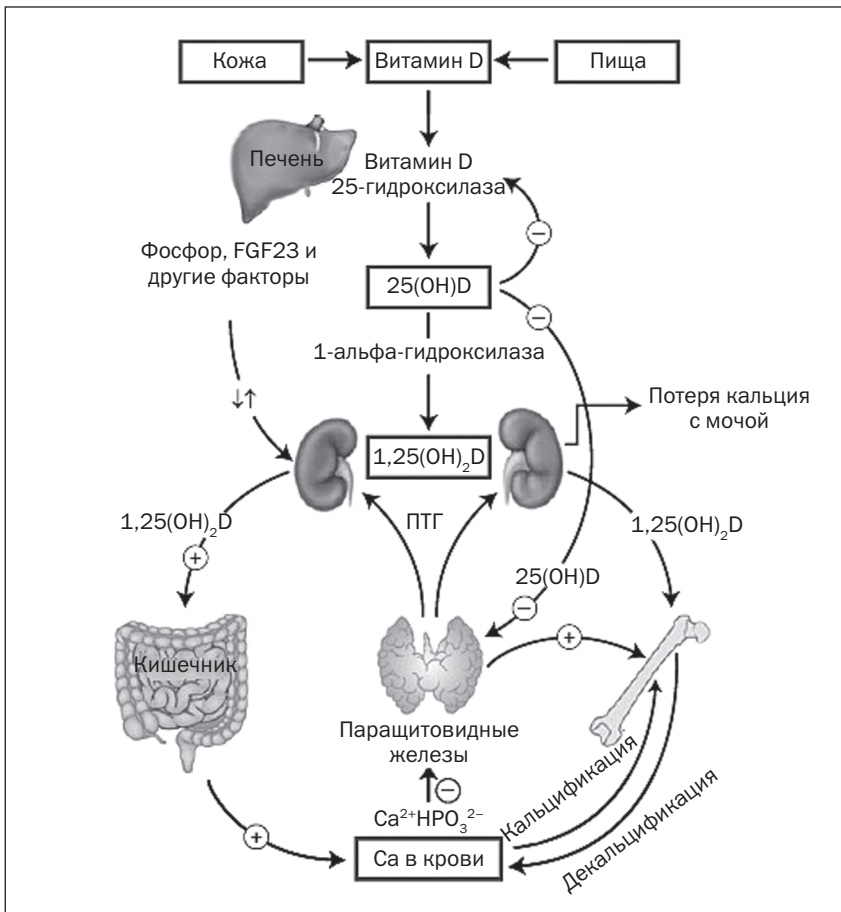 Кожа
Витамин D
Пища
Печень
Витамин D
25-гидроксилаза
−
Фосфор, FGF23 и
другие факторы
25(OH)D
−
1-альфа-гидроксилаза
↓↑
Потеря кальция
с мочой
1,25(OH)₂D
1,25(OH)₂D
ПТГ
1,25(OH)₂D
+
25(OH)D
−
+
Кишечник
Паращитовидные
железы
Кальцификация
Декальцификация
−
Ca²⁺HPO₃²⁻
+
Ca в крови